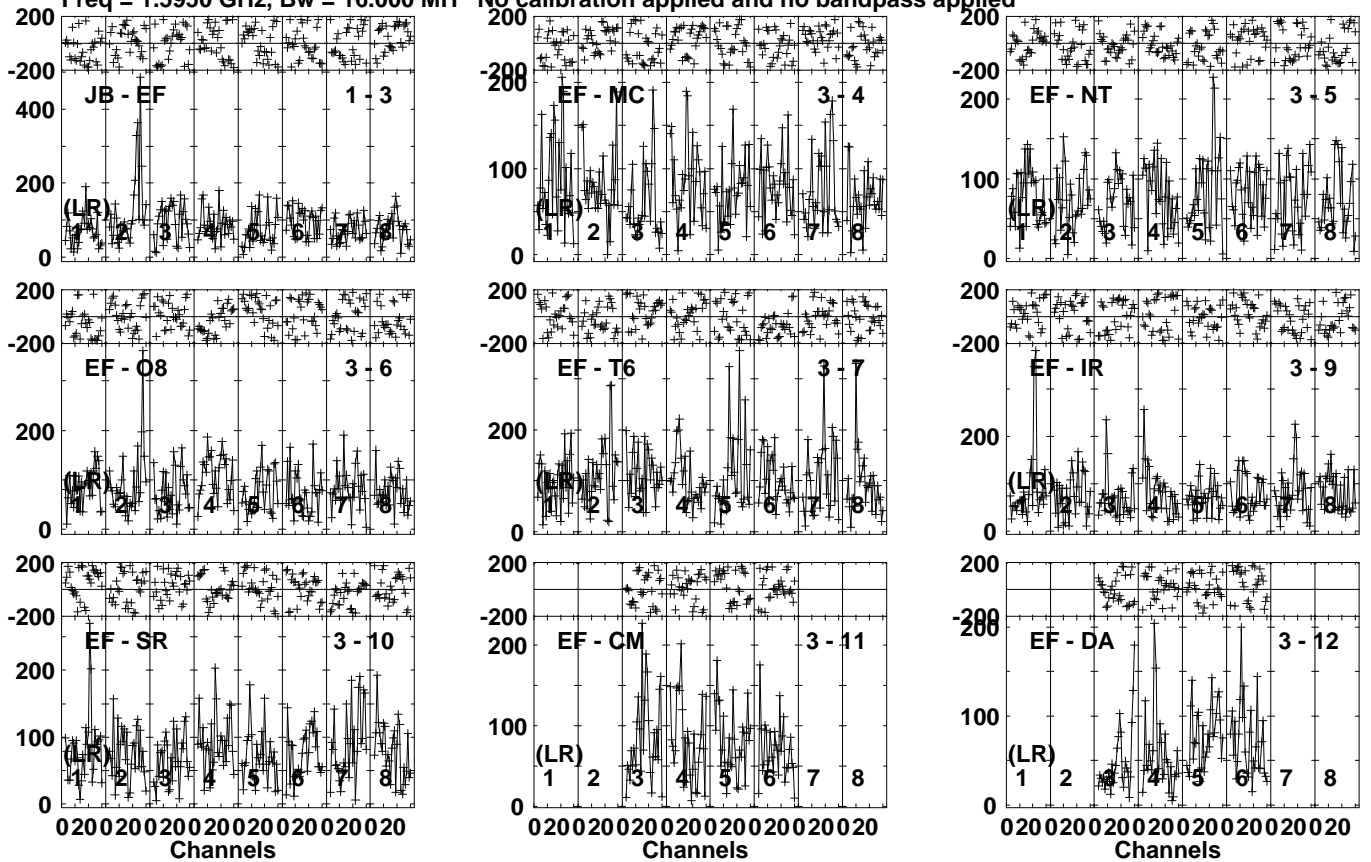 Freq = 1.5950 GHz, Bw = 16.000 MH No calibration applied and no bandpass applied
200
-200
JB - EF 1 - 3
400
200
0
(LR)
1 2 3 4 5 6 7 8
200
-200
EF - MC 3 - 4
200
100
0
(LR)
1 2 3 4 5 6 7 8
200
-200
EF - NT 3 - 5
200
100
0
(LR)
1 2 3 4 5 6 7 8
200
-200
EF - O8 3 - 6
200
0
(LR)
1 2 3 4 5 6 7 8
200
-200
EF - T6 3 - 7
200
0
(LR)
1 2 3 4 5 6 7 8
200
-200
EF - IR 3 - 9
200
0
(LR)
1 2 3 4 5 6 7 8
200
-200
EF - SR 3 - 10
200
100
0
(LR)
1 2 3 4 5 6 7 8
0 20 0 20 0 20 0 20 0 20 0 20 0 20 0 20
Channels
200
-200
EF - CM 3 - 11
200
100
0
(LR)
1 2 3 4 5 6 7 8
0 20 0 20 0 20 0 20 0 20 0 20 0 20 0 20
Channels
200
-200
EF - DA 3 - 12
200
100
0
(LR)
1 2 3 4 5 6 7 8
0 20 0 20 0 20 0 20 0 20 0 20 0 20 0 20
Channels